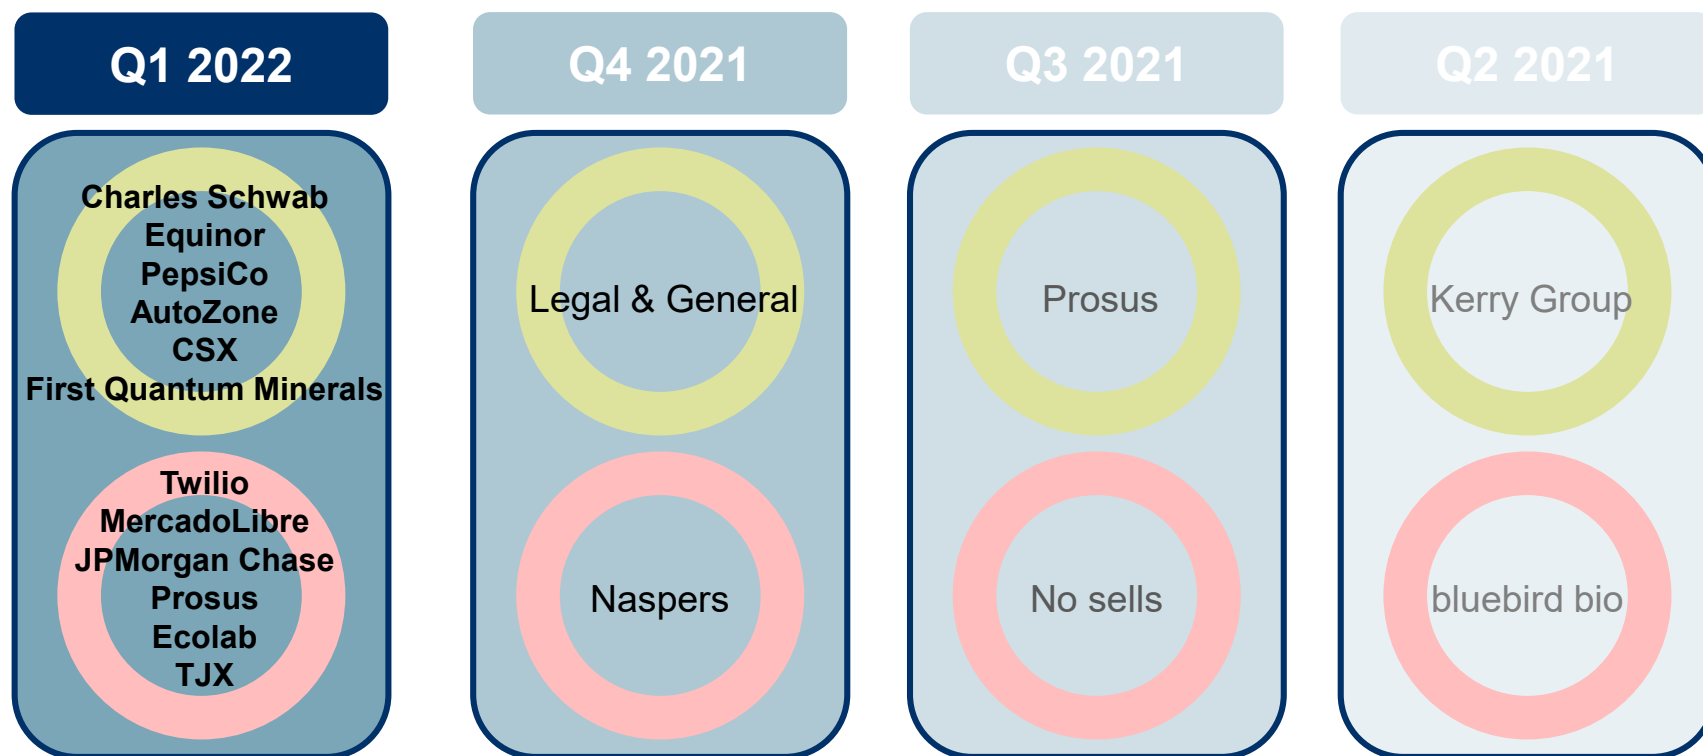 Q1 2022
Q4 2021
Q3 2021
Q2 2021
Charles Schwab
Equinor
PepsiCo
AutoZone
CSX
First Quantum Minerals
Legal & General
Prosus
Kerry Group
Twilio
MercadoLibre
JPMorgan Chase
Prosus
Ecolab
TJX
Naspers
No sells
bluebird bio